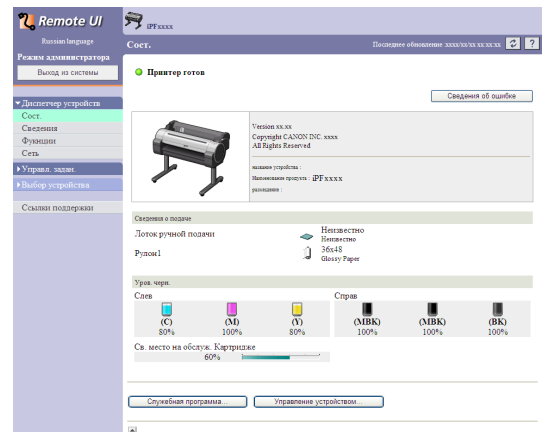 Remote UI
iPFxxxx
Russian language
Сост.
Последнее обновление :xxxx/xx/xx xx:xx:xx
?
Режим администратора
Выход из системы
Принтер готов
Сведения об ошибке
Диспетчер устройств
Сост.
Сведения
Функции
Сеть
Управл. задан.
Выбор устройства
Ссылки поддержки
Version xx.xx
Copyright CANON INC. xxxx
All Rights Reserved
название устройства :
Наименование продукта : iPFxxxx
размещение :
Сведения о подаче
Лоток ручной подачи
Неизвестно
Неизвестно
Рулон1
36x48
Glossy Paper
Уров. черн.
Слев Справ
(C) (M) (Y) (MBK) (MBK) (BK)
80% 100% 80% 100% 100% 100%
Св. место на обслуж. Картридже
60%
Служебная программа... Управление устройством...